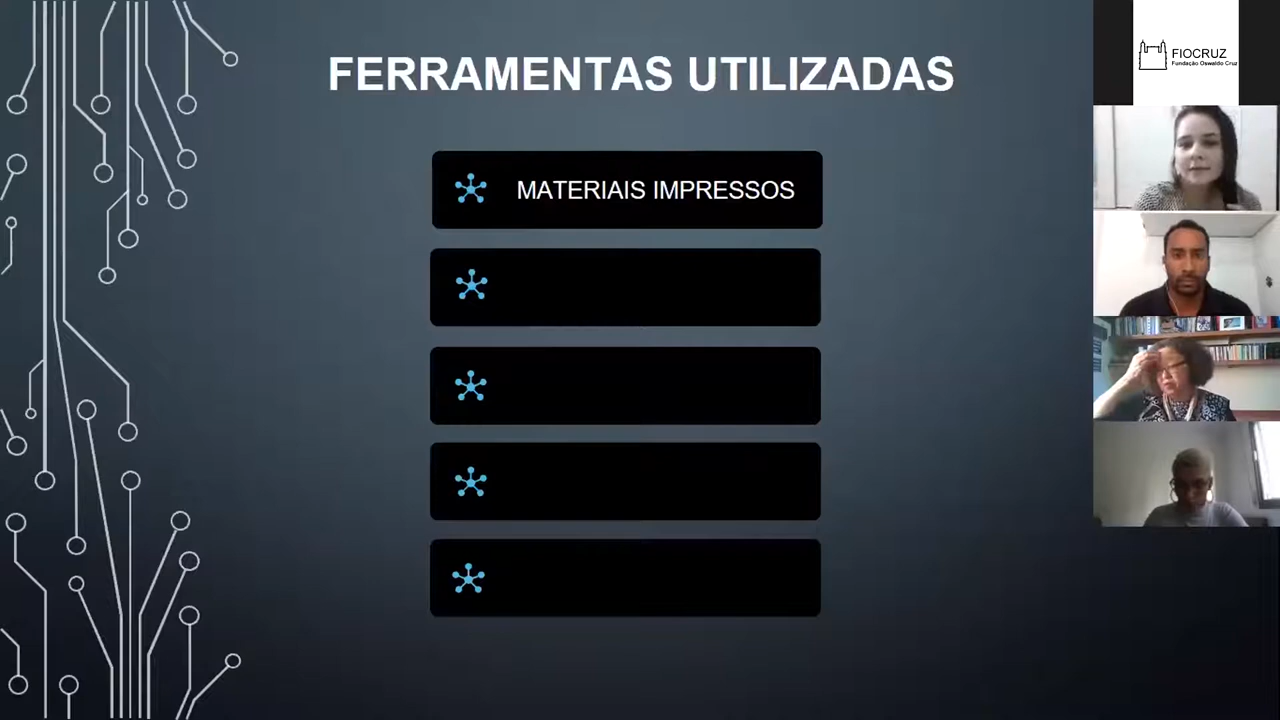 FERRAMENTAS UTILIZADAS
MATERIAIS IMPRESSOS
FIOCRUZ
Fundação Oswaldo Cruz